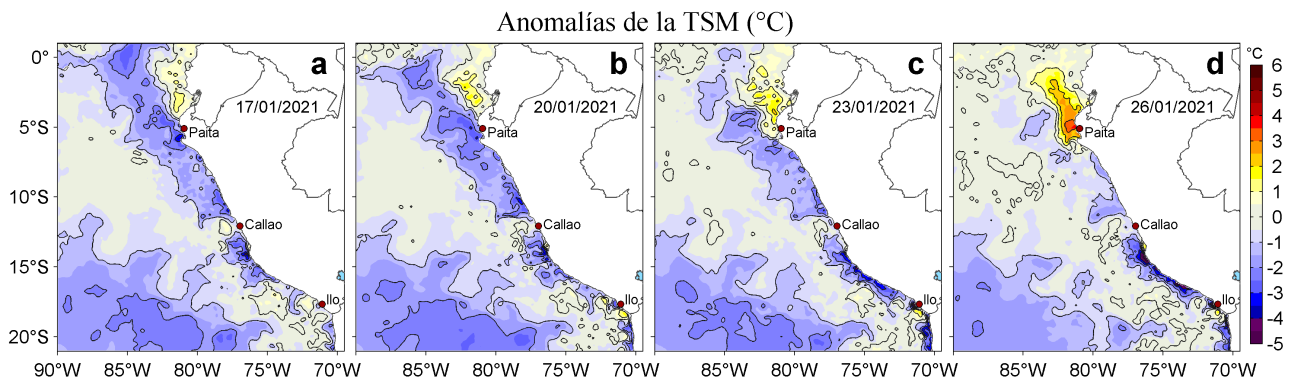 Anomalías de la TSM (°C)
a b c d
17/01/2021 20/01/2021 23/01/2021 26/01/2021
Paita Paita Paita Paita
Callao Callao Callao Callao
Ilo Ilo Ilo Ilo
0°
5°S
10°S
15°S
20°S
90°W 85°W 80°W 75°W 70°W 85°W 80°W 75°W 70°W 85°W 80°W 75°W 70°W 85°W 80°W 75°W 70°W
°C
6
5
4
3
2
1
0
-1
-2
-3
-4
-5